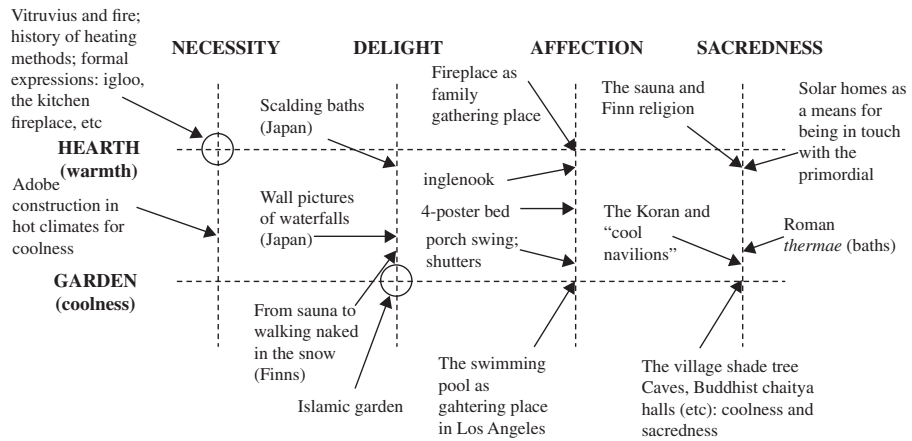 Vitruvius and fire;
history of heating
methods; formal
expressions: igloo,
the kitchen
fireplace, etc
NECESSITY
DELIGHT
AFFECTION
SACREDNESS
HEARTH
(warmth)
Adobe
construction in
hot climates for
coolness
GARDEN
(coolness)
Scalding baths
(Japan)
Wall pictures
of waterfalls
(Japan)
From sauna to
walking naked
in the snow
(Finns)
Islamic garden
Fireplace as
family
gathering place
inglenook
4-poster bed
porch swing;
shutters
The swimming
pool as
gahtering place
in Los Angeles
The sauna and
Finn religion
Solar homes as
a means for
being in touch
with the
primordial
The Koran and
“cool
navilions”
Roman
thermae (baths)
The village shade tree
Caves, Buddhist chaitya
halls (etc): coolness and
sacredness